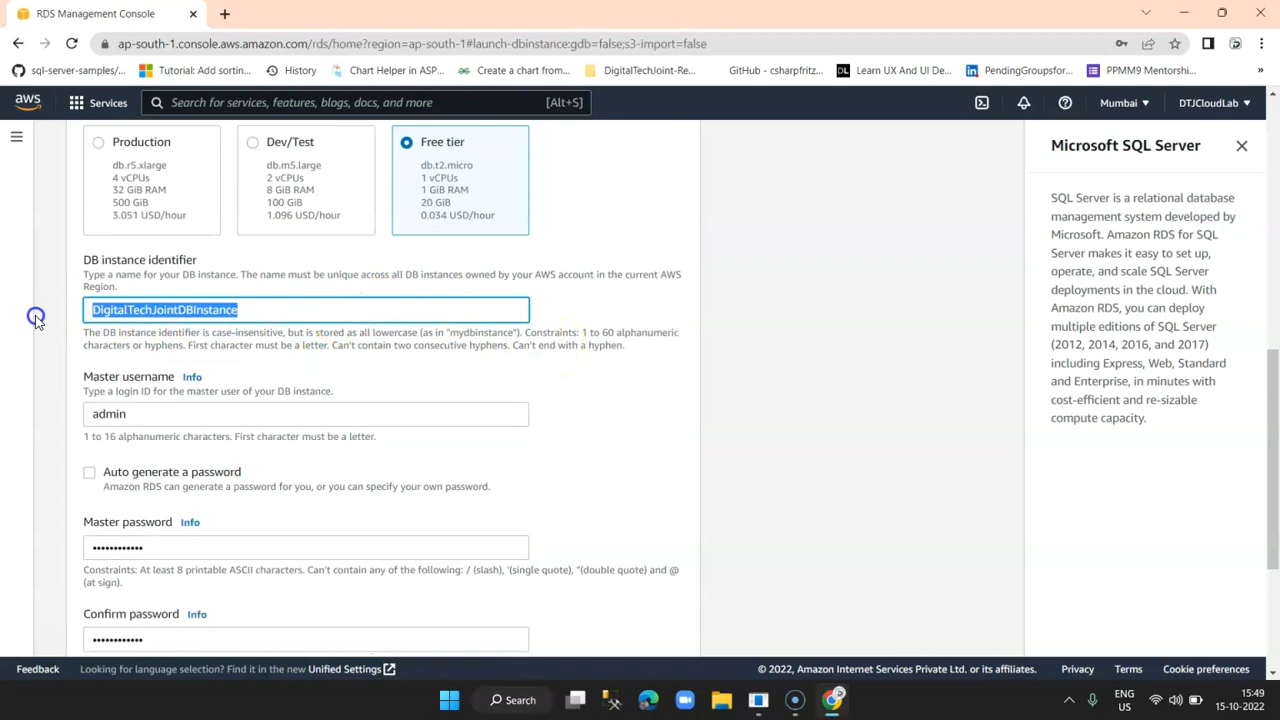 RDS Management Console
ap-south-1.console.aws.amazon.com/rds/home?region=ap-south-1#launch-dbinstance:gdb=false;s3-import=false
sql-server-samples/...
Tutorial: Add sortin...
History
Chart Helper in ASP...
Create a chart from...
DigitalTechJoint-Re...
GitHub - csharpfritz...
DL Learn UX And UI De...
PendingGroupsfor...
PPMM9 Mentorshi...
»
aws
Services
Search for services, features, blogs, docs, and more
[Alt+S]
Mumbai
DTJCloudLab
Production
db.r5.xlarge
4 vCPUs
32 GiB RAM
500 GiB
3.051 USD/hour
Dev/Test
db.m5.large
2 vCPUs
8 GiB RAM
100 GiB
1.096 USD/hour
Free tier
db.t2.micro
1 vCPUs
1 GiB RAM
20 GiB
0.034 USD/hour
DB instance identifier
Type a name for your DB instance. The name must be unique across all DB instances owned by your AWS account in the current AWS
Region.
DigitalTechJointDBInstance
The DB instance identifier is case-insensitive, but is stored as all lowercase (as in "mydbinstance"). Constraints: 1 to 60 alphanumeric
characters or hyphens. First character must be a letter. Can't contain two consecutive hyphens. Can't end with a hyphen.
Master username Info
Type a login ID for the master user of your DB instance.
admin
1 to 16 alphanumeric characters. First character must be a letter.
Auto generate a password
Amazon RDS can generate a password for you, or you can specify your own password.
Master password Info
••••••••••••
Constraints: At least 8 printable ASCII characters. Can't contain any of the following: / (slash), '(single quote), "(double quote) and @
(at sign).
Confirm password Info
••••••••••••
Microsoft SQL Server
SQL Server is a relational database
management system developed by
Microsoft. Amazon RDS for SQL
Server makes it easy to set up,
operate, and scale SQL Server
deployments in the cloud. With
Amazon RDS, you can deploy
multiple editions of SQL Server
(2012, 2014, 2016, and 2017)
including Express, Web, Standard
and Enterprise, in minutes with
cost-efficient and re-sizable
compute capacity.
Feedback
Looking for language selection? Find it in the new Unified Settings
© 2022, Amazon Internet Services Private Ltd. or its affiliates.
Privacy
Terms
Cookie preferences
Search
ENG
US
15:49
15-10-2022